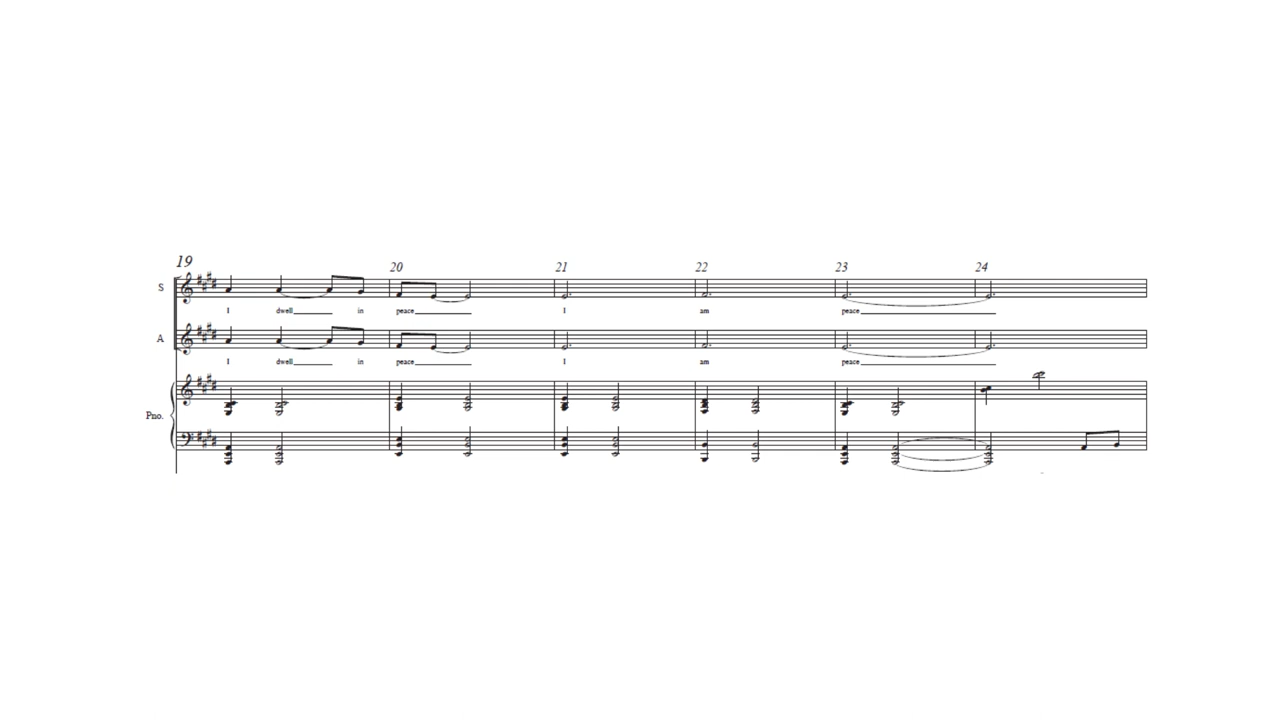 19 20 21 22 23 24
S
I dwell in peace I am peace
A
I dwell in peace I am peace
Pno.